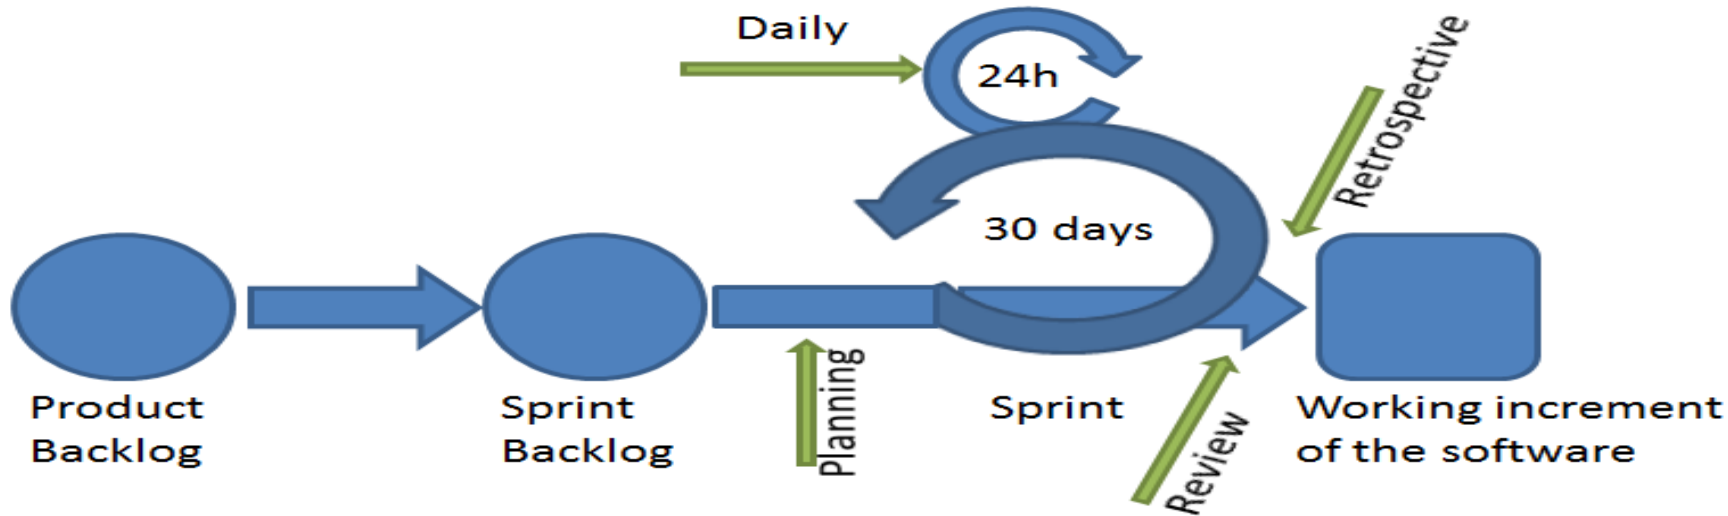 Daily
24h
Retrospective
30 days
Planning
Product
Backlog
Sprint
Backlog
Sprint
Review
Working increment
of the software